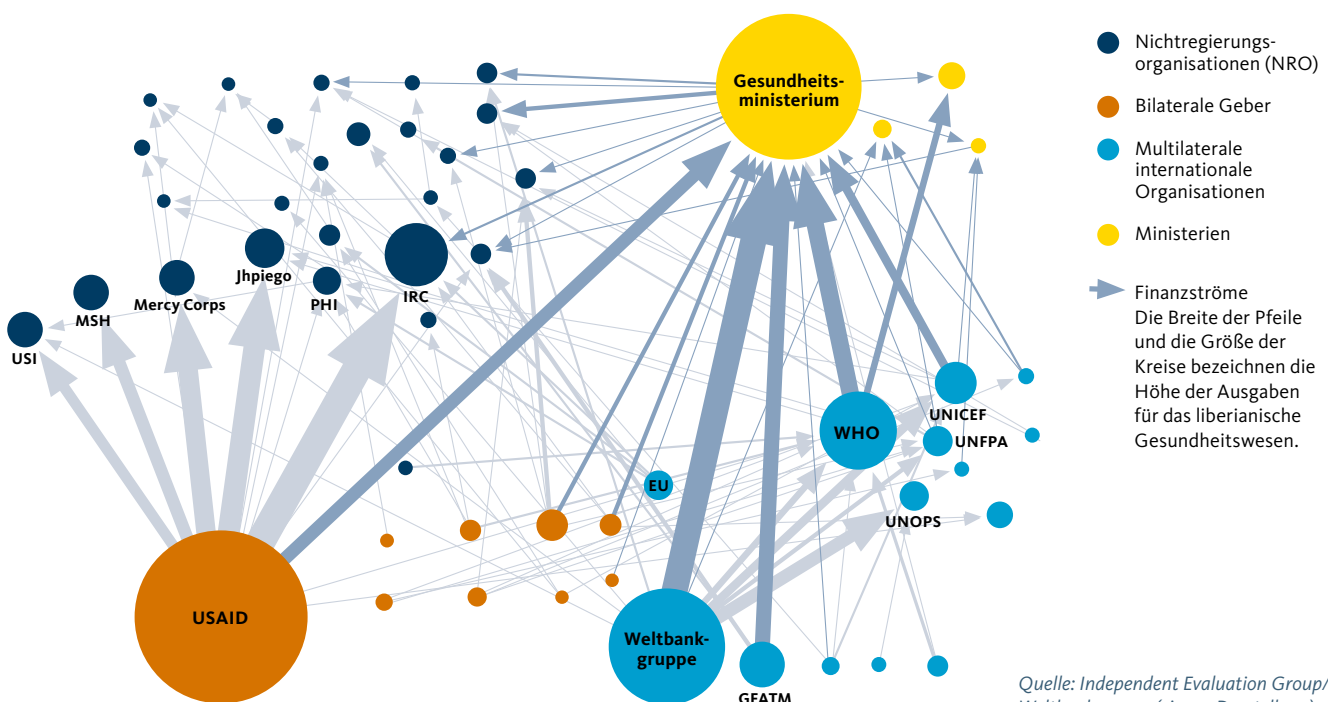 Gesundheits-
ministerium
Jhpiego
Mercy Corps
MSH
USI
PHI
IRC
UNICEF
WHO
UNFPA
EU
UNOPS
USAID
Weltbank-
gruppe
GFATM
Nichtregierungs-
organisationen (NRO)
Bilaterale Geber
Multilaterale
internationale
Organisationen
Ministerien
Finanzströme
Die Breite der Pfeile
und die Größe der
Kreise bezeichnen die
Höhe der Ausgaben
für das liberianische
Gesundheitswesen.
Quelle: Independent Evaluation Group/